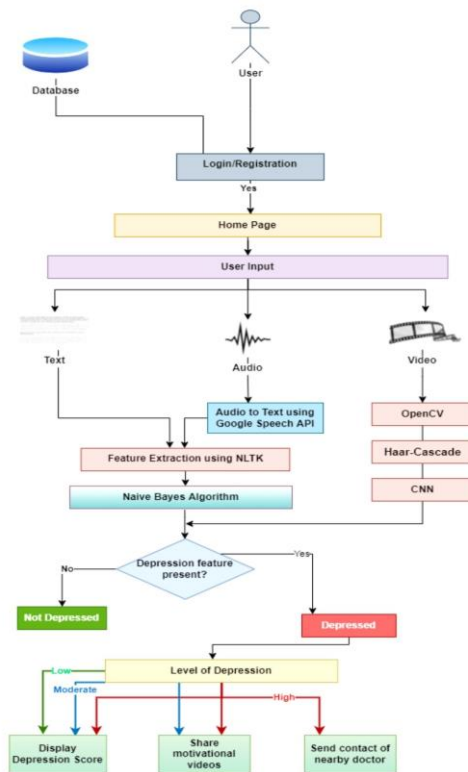 User
Database
Login/Registration
Yes
Home Page
User Input
Text
Audio
Video
Audio to Text using
Google Speech API
OpenCV
Feature Extraction using NLTK
Haar-Cascade
Naive Bayes Algorithm
CNN
Depression feature
present?
No
Yes
Not Depressed
Depressed
Level of Depression
Low
Moderate
High
Display
Depression Score
Share
motivational
videos
Send contact of
nearby doctor